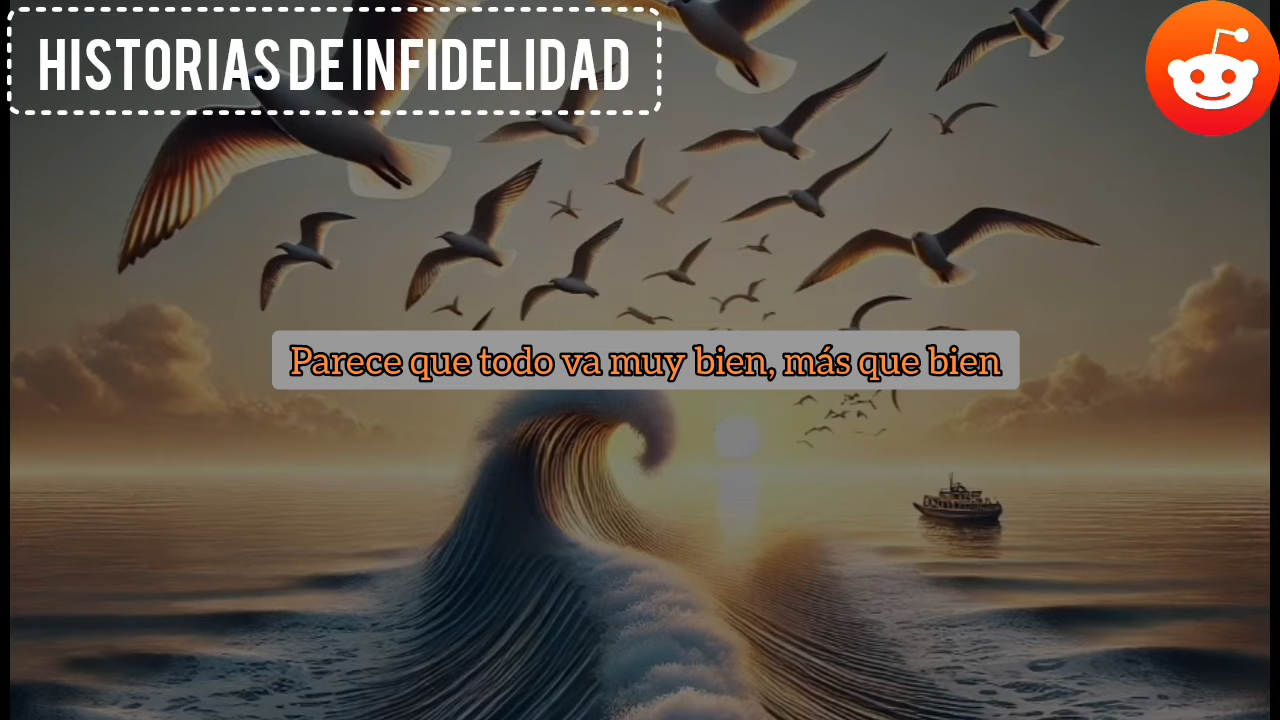 HISTORIAS DE INFIDELIDAD
Parece que todo va muy bien, más que bien